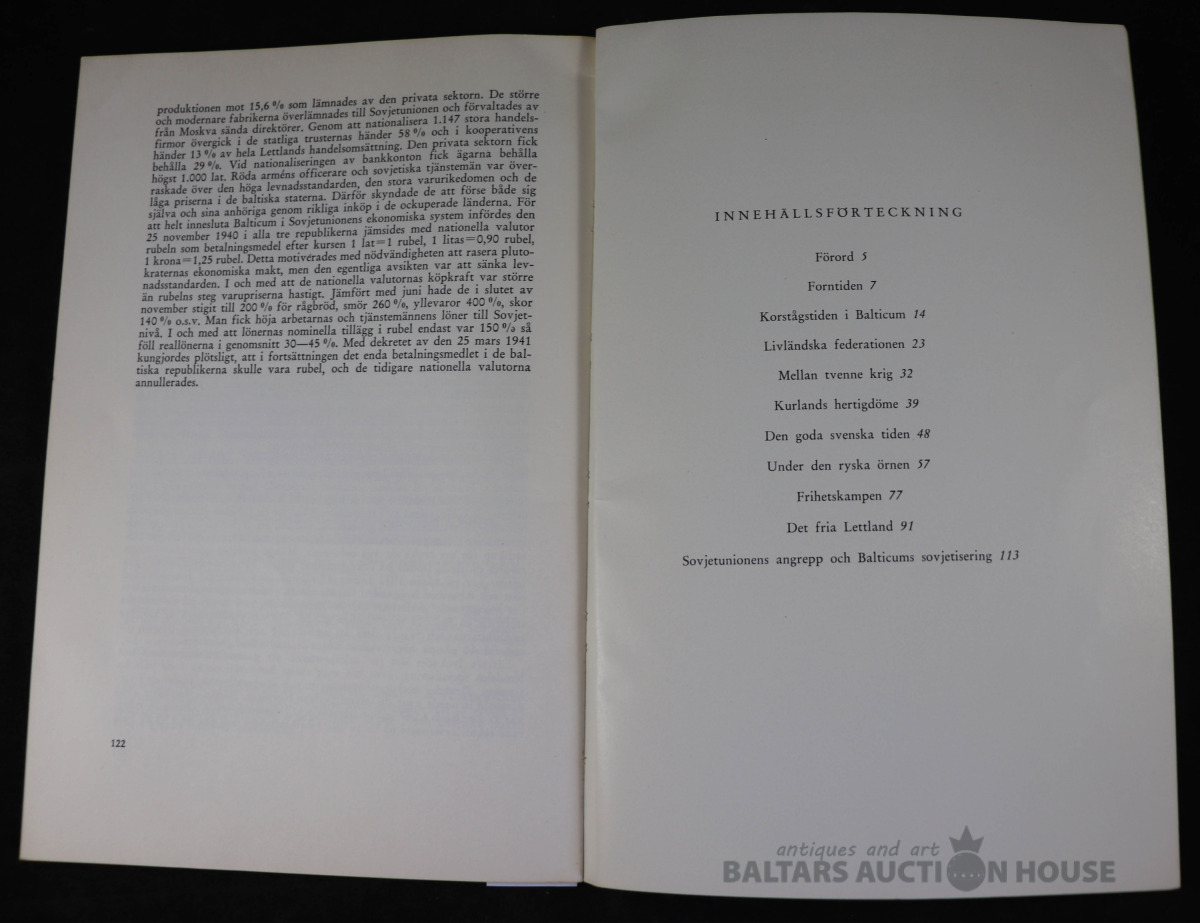 produktionen mot 15,6 % som lämnades av den privata sektorn. De större
och modernare fabrikerna överlämnades till Sovjetunionen och förvaltades av
från Moskva sända direktörer. Genom att nationalisera 1.147 stora handels-
firmor övergick i de statliga trusternas händer 58 % och i kooperativens
händer 13 % av hela Lettlands handelsomsättning. Den privata sektorn fick
behålla 29 %. Vid nationaliseringen av bankkonton fick ägarna behålla
högst 1.000 lat. Röda arméns officerare och sovjetiska tjänstemän var över-
raskade över den höga levnadsstandarden, den stora varurikedomen och de
låga priserna i de baltiska staterna. Därför skyndade de att förse både sig
själva och sina anhöriga genom rikliga inköp i de ockuperade länderna. För
att helt innesluta Balticum i Sovjetunionens ekonomiska system infördes den
25 november 1940 i alla tre republikerna jämsides med nationella valutor
rubeln som betalningsmedel efter kursen 1 lat=1 rubel, 1 litas=0,90 rubel,
1 krona=1,25 rubel. Detta motiverades med nödvändigheten att rasera pluto-
kraternas ekonomiska makt, men den egentliga avsikten var att sänka lev-
nadsstandarden. I och med att de nationella valutornas köpkraft var större
än rubelns steg varupriserna hastigt. Jämfört med juni hade de i slutet av
november stigit till 200 % för rågbröd, smör 260 %, yllevaror 400 %, skor
140 % o.s.v. Man fick höja arbetarnas och tjänstemännens löner till Sovjet-
nivå. I och med att lönernas nominella tillägg i rubel endast var 150 % så
föll reallönerna i genomsnitt 30—45 %. Med dekretet av den 25 mars 1941
kungjordes plötsligt, att i fortsättningen det enda betalningsmedlet i de bal-
tiska republikerna skulle vara rubel, och de tidigare nationella valutorna
annullerades.
122
INNEHÅLLSFÖRTECKNING
Förord 5
Forntiden 7
Korstågstiden i Balticum 14
Livländska federationen 23
Mellan tvenne krig 32
Kurlands hertigdöme 39
Den goda svenska tiden 48
Under den ryska örnen 57
Frihetskampen 77
Det fria Lettland 91
Sovjetunionens angrepp och Balticums sovjetisering 113
antiques and art
BALTARS AUCTION HOUSE